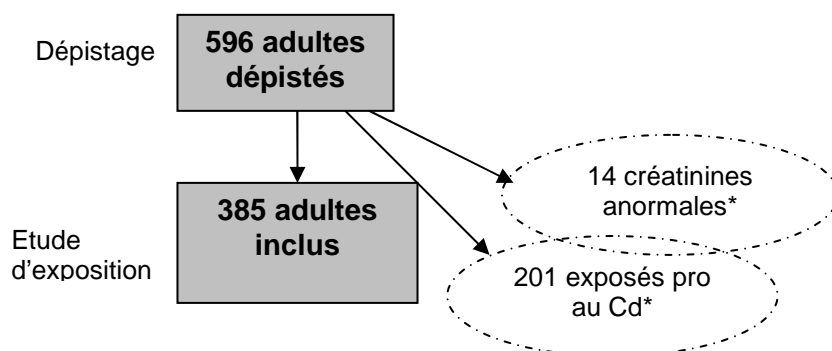 Dépistage
596 adultes
dépistés
14 créatinines
anormales*
385 adultes
inclus
Etude
d'exposition
201 exposés pro
au Cd*